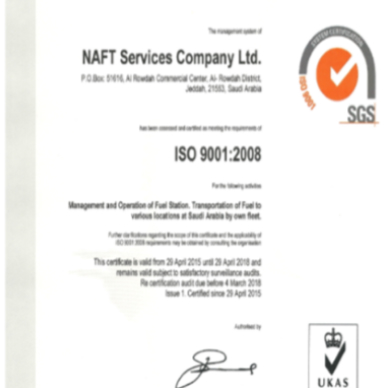 The management system of
NAFT Services Company Ltd.
P.O.Box: 51616, Al Rowdah Commercial Center, Al- Rowdah District,
Jeddah, 21553, Saudi Arabia
has been assessed and certified as meeting the requirements of
ISO 9001:2008
For the following activities
Management and Operation of Fuel Station. Transportation of Fuel to
various locations at Saudi Arabia by own fleet.
Further clarifications regarding the scope of this certificate and the applicability of
ISO 9001:2008 requirements may be obtained by consulting the organisation
This certificate is valid from 29 April 2015 until 29 April 2018 and
remains valid subject to satisfactory surveillance audits.
Re certification audit due before 4 March 2018
Issue 1. Certified since 29 April 2015
Authorised by
SYSTEM CERTIFICATION
ISO 9001
SGS
UKAS